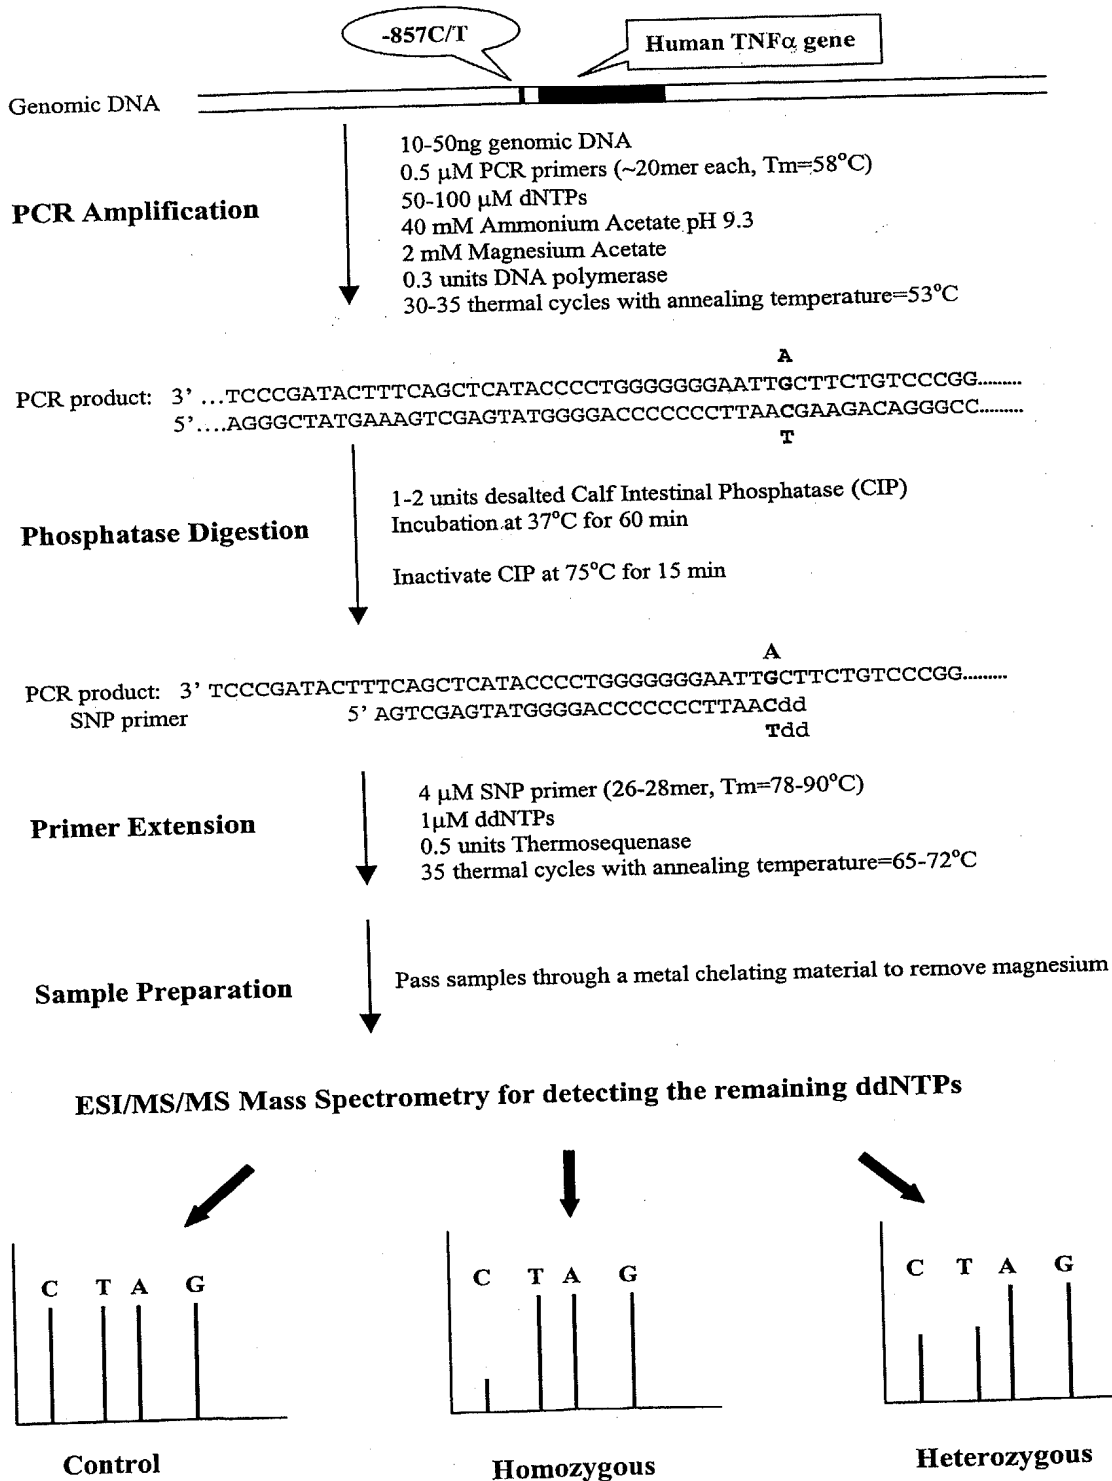 -857C/T
Human TNFα gene
Genomic DNA
PCR Amplification
10-50ng genomic DNA
0.5 µM PCR primers (~20mer each, Tm=58°C)
50-100 µM dNTPs
40 mM Ammonium Acetate pH 9.3
2 mM Magnesium Acetate
0.3 units DNA polymerase
30-35 thermal cycles with annealing temperature=53°C
A
PCR product: 3' ...TCCCGATACTTTCAGCTCATACCCCTGGGGGGGAATTGCTTCTGTCCCGG.........
5'....AGGGCTATGAAAGTCGAGTATGGGGACCCCCCCTTAACGAAGACAGGGCC.........
T
Phosphatase Digestion
1-2 units desalted Calf Intestinal Phosphatase (CIP)
Incubation at 37°C for 60 min
Inactivate CIP at 75°C for 15 min
A
PCR product: 3' TCCCGATACTTTCAGCTCATACCCCTGGGGGGGAATTGCTTCTGTCCCGG.........
SNP primer 5' AGTCGAGTATGGGGACCCCCCCTTAACdd
Tdd
Primer Extension
4 µM SNP primer (26-28mer, Tm=78-90°C)
1µM ddNTPs
0.5 units Thermosequenase
35 thermal cycles with annealing temperature=65-72°C
Sample Preparation
Pass samples through a metal chelating material to remove magnesium
ESI/MS/MS Mass Spectrometry for detecting the remaining ddNTPs
C T A G
C T A G
C T A G
Control
Homozygous
Heterozygous